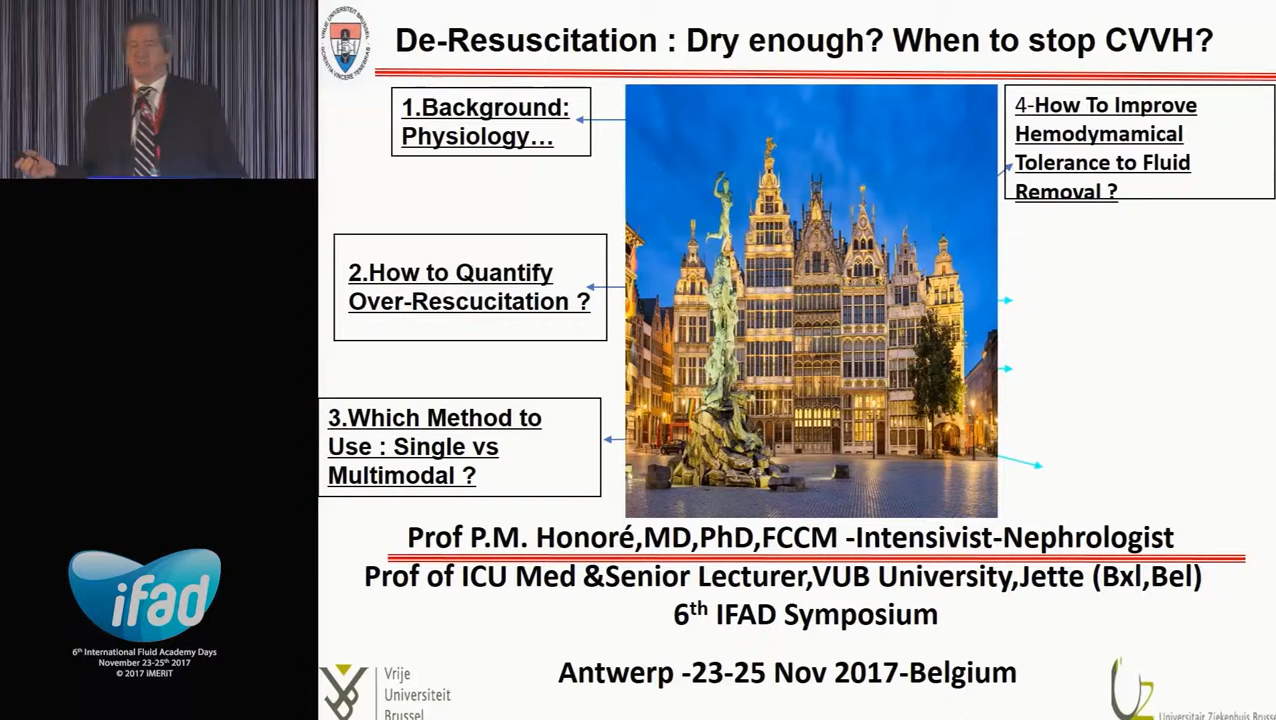 De-Resuscitation : Dry enough? When to stop CVVH?
1.Background:
Physiology…
2.How to Quantify
Over-Rescucitation ?
3.Which Method to
Use : Single vs
Multimodal ?
4-How To Improve
Hemodymamical
Tolerance to Fluid
Removal ?
Prof P.M. Honoré,MD,PhD,FCCM -Intensivist-Nephrologist
Prof of ICU Med &Senior Lecturer,VUB University,Jette (Bxl,Bel)
6th IFAD Symposium
Antwerp -23-25 Nov 2017-Belgium
ifad
6th International Fluid Academy Days
November 23-25th 2017
© 2017 iMERiT
Vrije
Universiteit
Brussel
UZ
Universitair Ziekenhuis Brusse